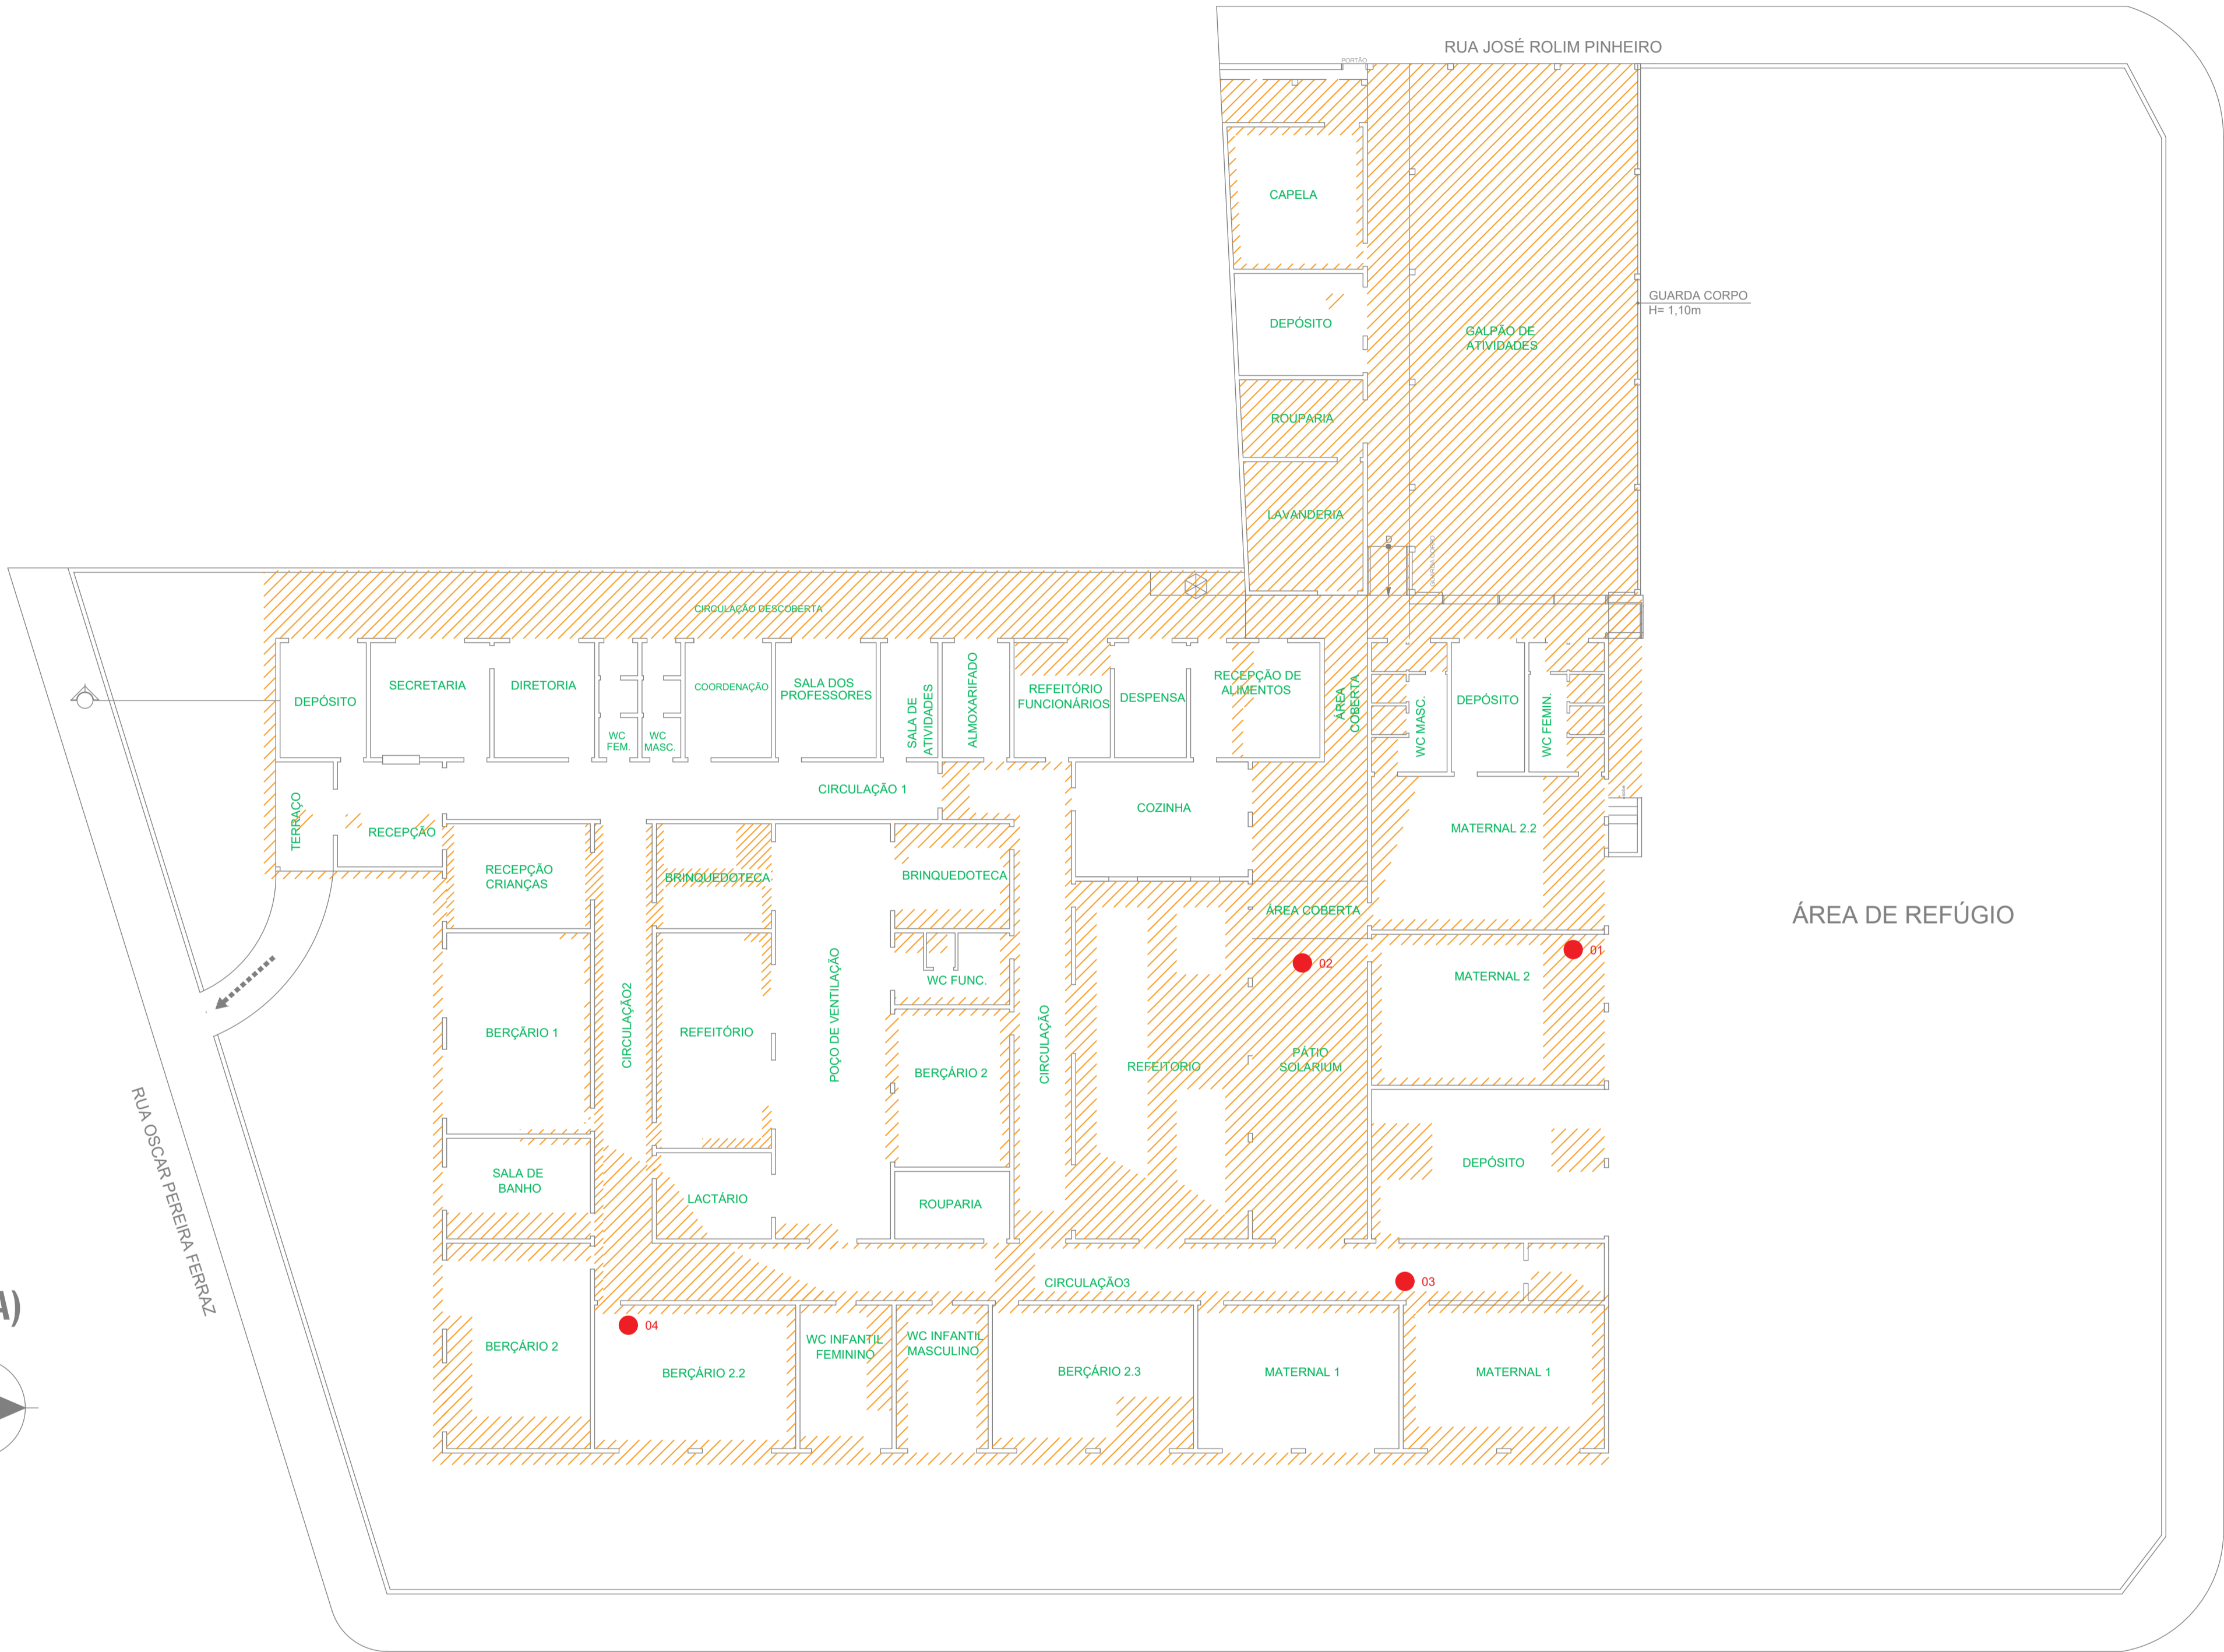 RUA JOSÉ ROLIM PINHEIRO
PORTÃO
CAPELA
GUARDA CORPO
H= 1,10m
DEPÓSITO
GALPÃO DE
ATIVIDADES
ROUPARIA
LAVANDERIA
D
GUARDA CORPO
CIRCULAÇÃO DESCOBERTA
DEPÓSITO
SECRETARIA
DIRETORIA
WC
FEM.
WC
MASC.
COORDENAÇÃO
SALA DOS
PROFESSORES
SALA DE
ATIVIDADES
ALMOXARIFADO
REFEITÓRIO
FUNCIONÁRIOS
DESPENSA
RECEPÇÃO DE
ALIMENTOS
ÁREA
COBERTA
WC MASC.
DEPÓSITO
WC FEMIN.
TERRAÇO
RECEPÇÃO
CIRCULAÇÃO 1
COZINHA
MATERNAL 2.2
RECEPÇÃO
CRIANÇAS
BRINQUEDOTECA
BRINQUEDOTECA
ÁREA COBERTA
ÁREA DE REFÚGIO
01
02
MATERNAL 2
WC FUNC.
BERÇÃRIO 1
CIRCULAÇÃO2
REFEITÓRIO
POÇO DE VENTILAÇÃO
BERÇÁRIO 2
CIRCULAÇÃO
REFEITORIO
PÁTIO
SOLARIUM
RUA OSCAR PEREIRA FERRAZ
SALA DE
BANHO
LACTÁRIO
ROUPARIA
DEPÓSITO
CIRCULAÇÃO3
03
A)
04
BERÇÁRIO 2
BERÇÁRIO 2.2
WC INFANTIL
FEMININO
WC INFANTIL
MASCULINO
BERÇÁRIO 2.3
MATERNAL 1
MATERNAL 1